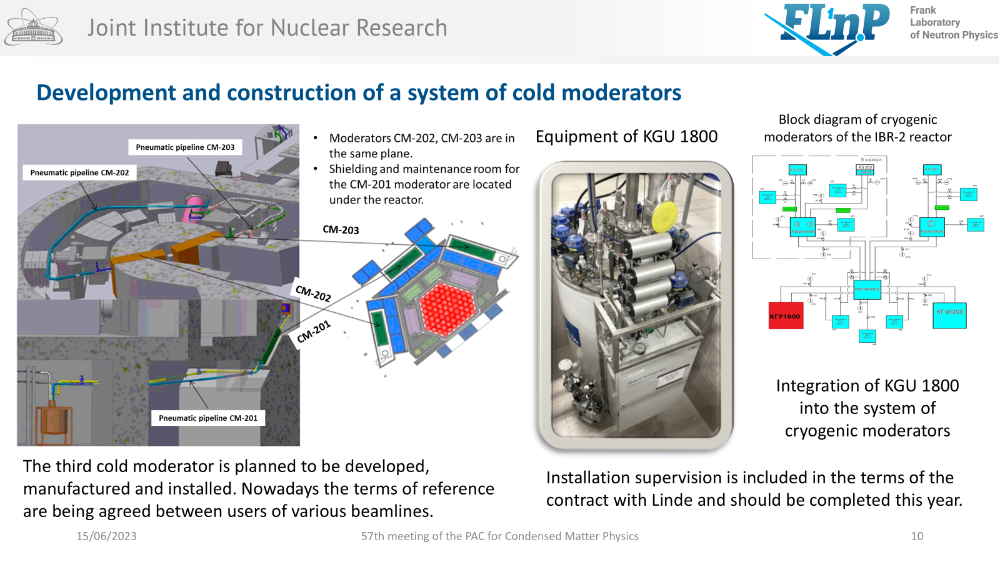 Joint Institute for Nuclear Research
FLnP
Frank
Laboratory
of Neutron Physics
Development and construction of a system of cold moderators
Pneumatic pipeline CM-203
Pneumatic pipeline CM-202
Pneumatic pipeline CM-201
• Moderators CM-202, CM-203 are in
the same plane.
• Shielding and maintenance room for
the CM-201 moderator are located
under the reactor.
CM-203
CM-202
CM-201
The third cold moderator is planned to be developed,
manufactured and installed. Nowadays the terms of reference
are being agreed between users of various beamlines.
Equipment of KGU 1800
Helium Refrigerator
Block diagram of cryogenic
moderators of the IBR-2 reactor
3 канал
КЗ 202
КЗ 203
КЗ 201
Криостат
Криостат
Коллектор
КГУ1800
КГУ1200
Integration of KGU 1800
into the system of
cryogenic moderators
Installation supervision is included in the terms of the
contract with Linde and should be completed this year.
15/06/2023
57th meeting of the PAC for Condensed Matter Physics
10